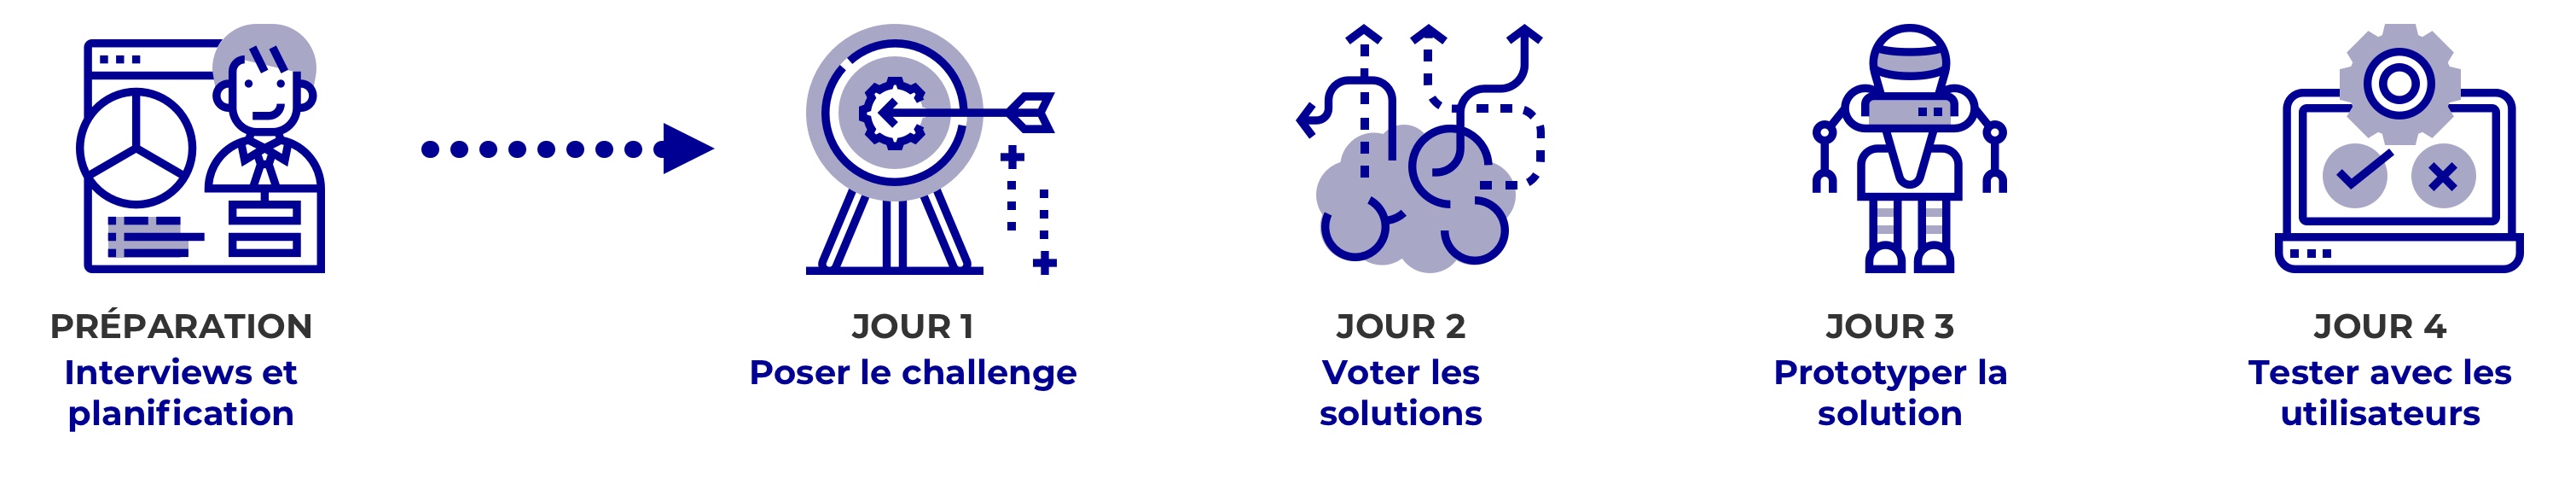 PRÉPARATION
Interviews et
planification
JOUR 1
Poser le challenge
JOUR 2
Voter les
solutions
JOUR 3
Prototyper la
solution
JOUR 4
Tester avec les
utilisateurs